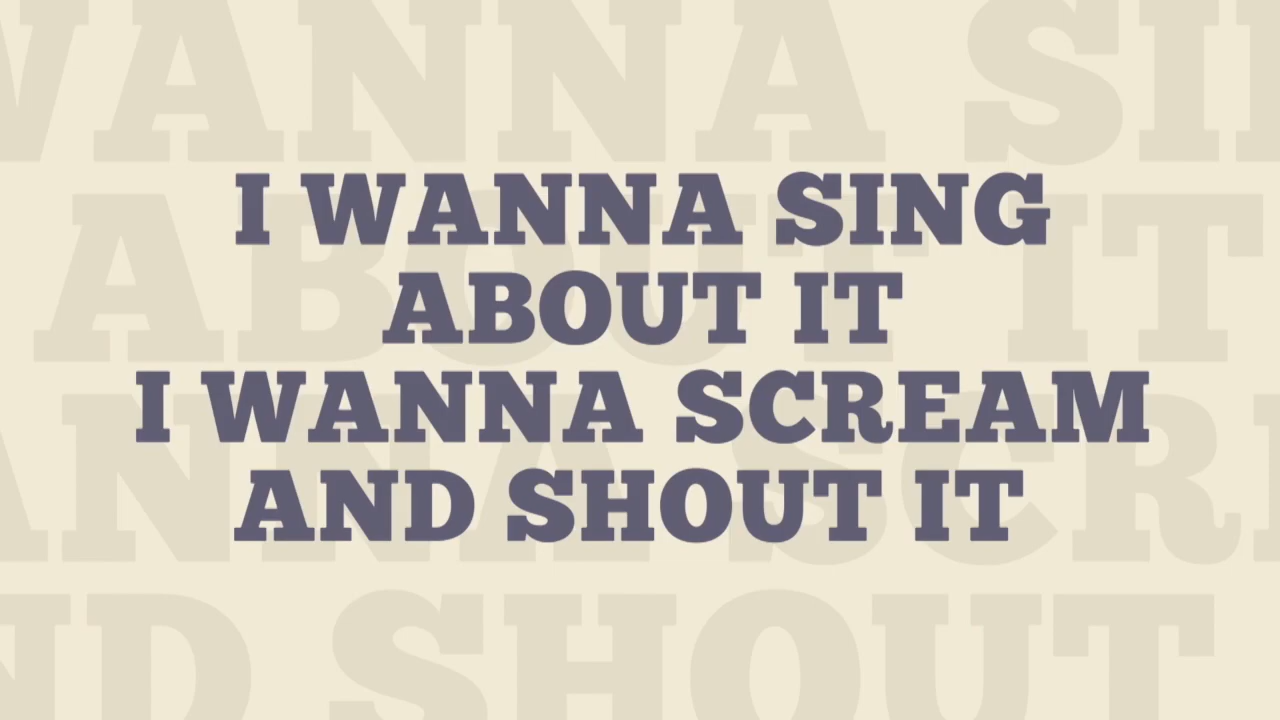 I WANNA SING
ABOUT IT
I WANNA SCREAM
AND SHOUT IT